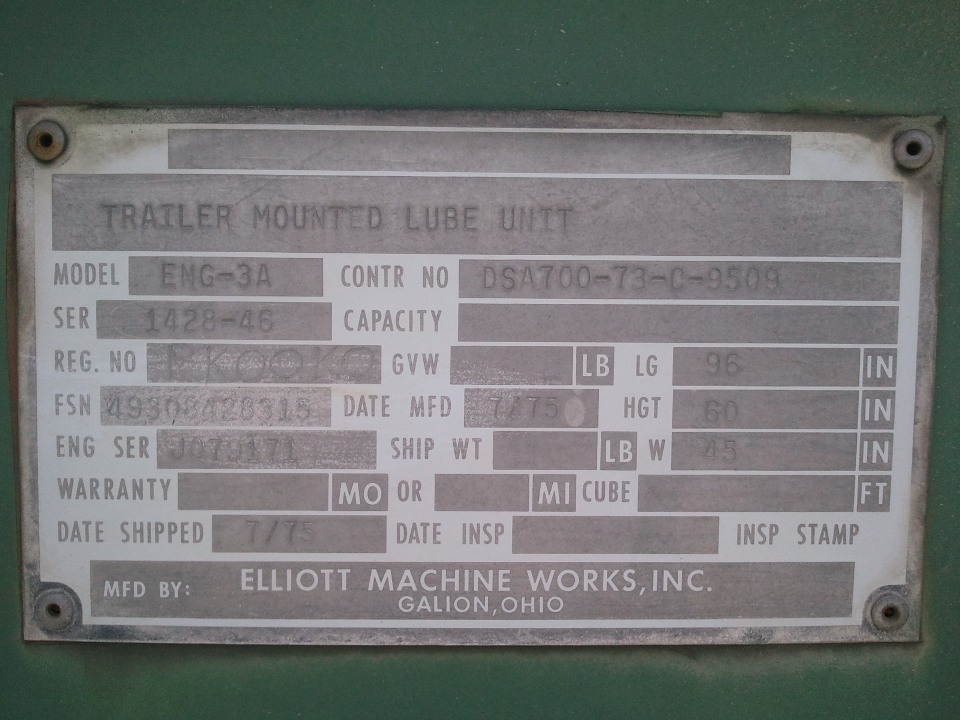 TRAILER MOUNTED LUBE UNIT
MODEL ENG-3A CONTR NO DSA700-73-C-9509
SER 1428-46 CAPACITY
REG. NO GVW LB LG 96 IN
FSN 49308428315 DATE MFD 7/75 HGT 60 IN
ENG SER J079171 SHIP WT LB W 45 IN
WARRANTY MO OR MI CUBE FT
DATE SHIPPED 7/75 DATE INSP INSP STAMP
MFD BY: ELLIOTT MACHINE WORKS, INC.
GALION, OHIO